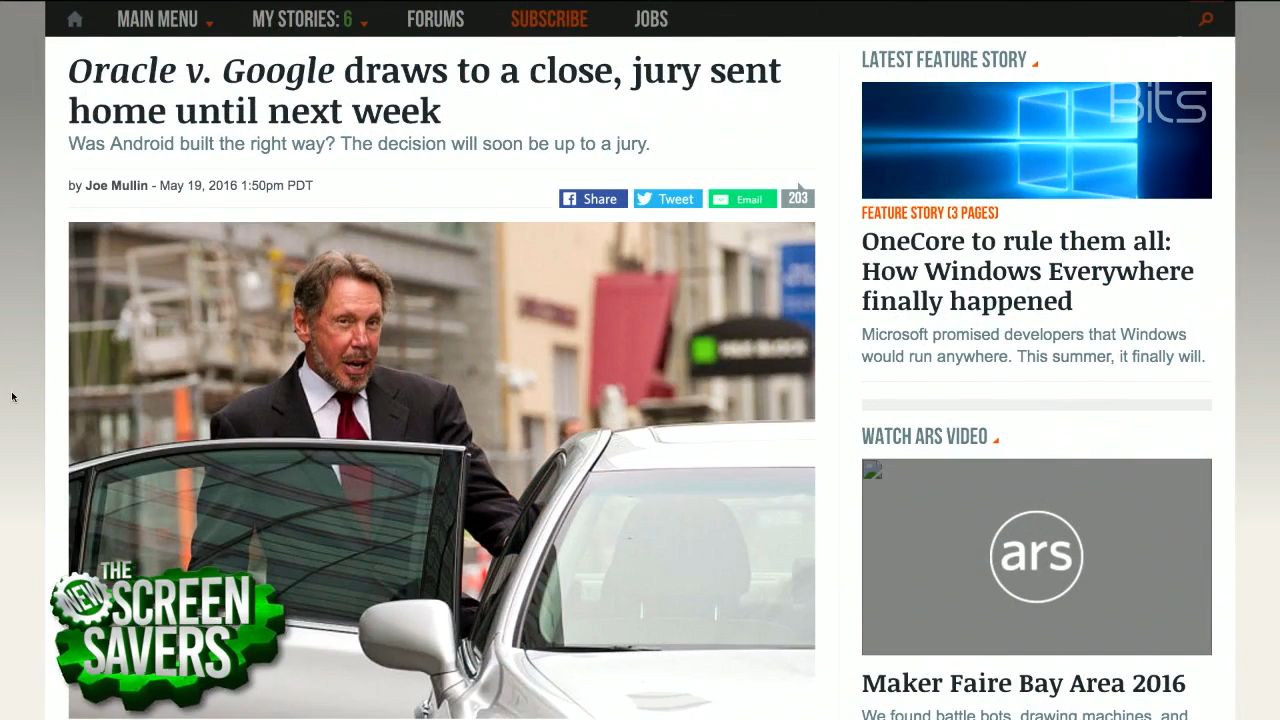 MAIN MENU
MY STORIES: 6
FORUMS
SUBSCRIBE
JOBS
Oracle v. Google draws to a close, jury sent
home until next week
Was Android built the right way? The decision will soon be up to a jury.
by Joe Mullin - May 19, 2016 1:50pm PDT
Share
Tweet
Email
203
THE
NEW
SCREEN
SAVERS
LATEST FEATURE STORY
Bits
FEATURE STORY (3 PAGES)
OneCore to rule them all:
How Windows Everywhere
finally happened
Microsoft promised developers that Windows
would run anywhere. This summer, it finally will.
WATCH ARS VIDEO
ars
Maker Faire Bay Area 2016
We found battle bots, drawing machines, and